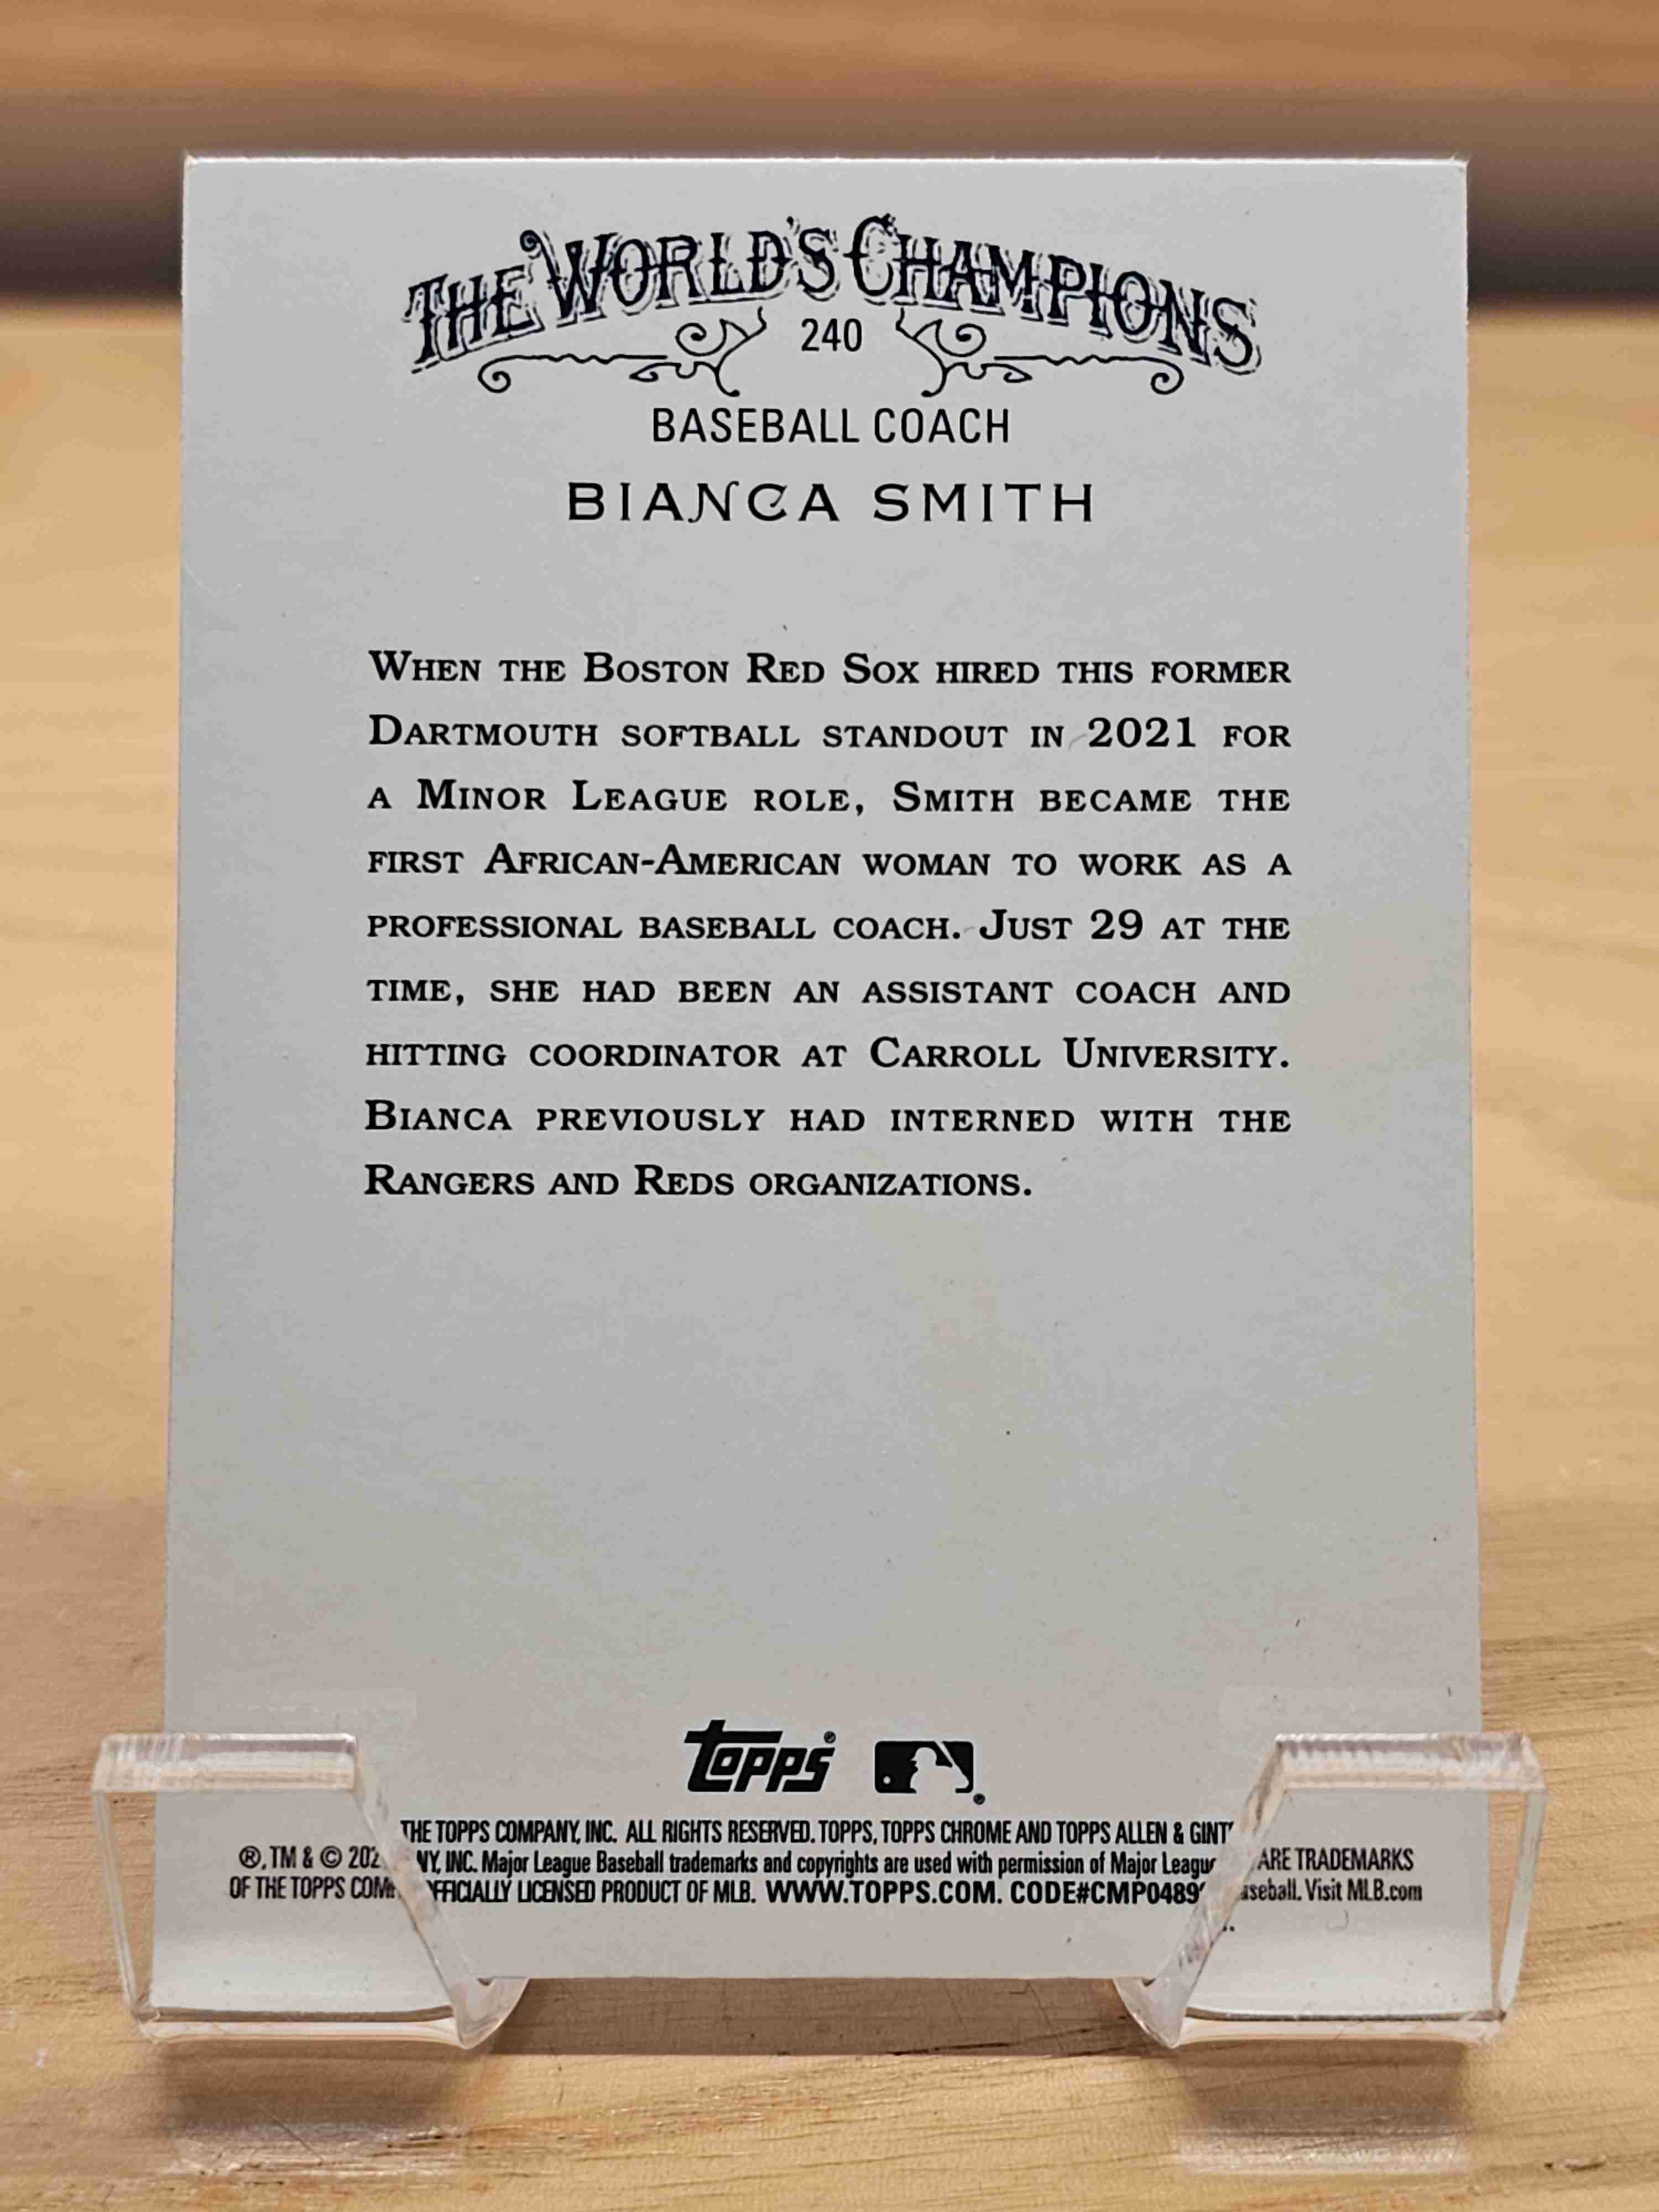 THE WORLD'S CHAMPIONS
240
BASEBALL COACH
BIANCA SMITH
WHEN THE BOSTON RED SOX HIRED THIS FORMER
DARTMOUTH SOFTBALL STANDOUT IN 2021 FOR
A MINOR LEAGUE ROLE, SMITH BECAME THE
FIRST AFRICAN-AMERICAN WOMAN TO WORK AS A
PROFESSIONAL BASEBALL COACH. JUST 29 AT THE
TIME, SHE HAD BEEN AN ASSISTANT COACH AND
HITTING COORDINATOR AT CARROLL UNIVERSITY.
BIANCA PREVIOUSLY HAD INTERNED WITH THE
RANGERS AND REDS ORGANIZATIONS.
topps® ®
®, TM & © THE TOPPS COMPANY, INC. ALL RIGHTS RESERVED. TOPPS, TOPPS CHROME AND TOPPS ALLEN & ARE TRADEMARKS
OF THE TOPPS INC. Major League Baseball trademarks and copyrights are used with permission of Major Baseball. Visit MLB.com
OFFICIALLY LICENSED PRODUCT OF MLB. WWW.TOPPS.COM.